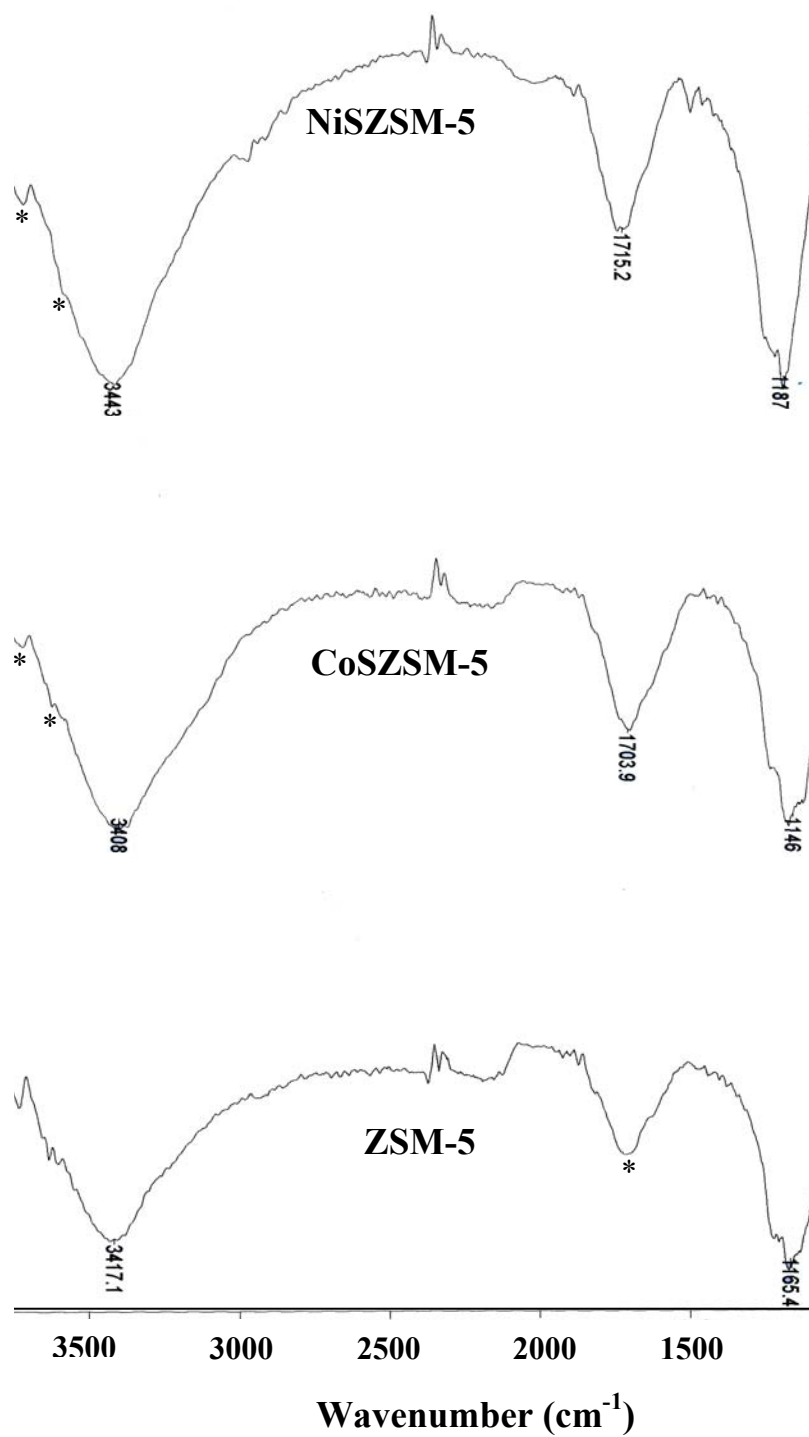 NiSZSM-5
*
1715.2
*
3443
1187
CoSZSM-5
*
*
1703.9
3408
1146
ZSM-5
*
3417.1
1165.4
3500 3000 2500 2000 1500
Wavenumber (cm⁻¹)